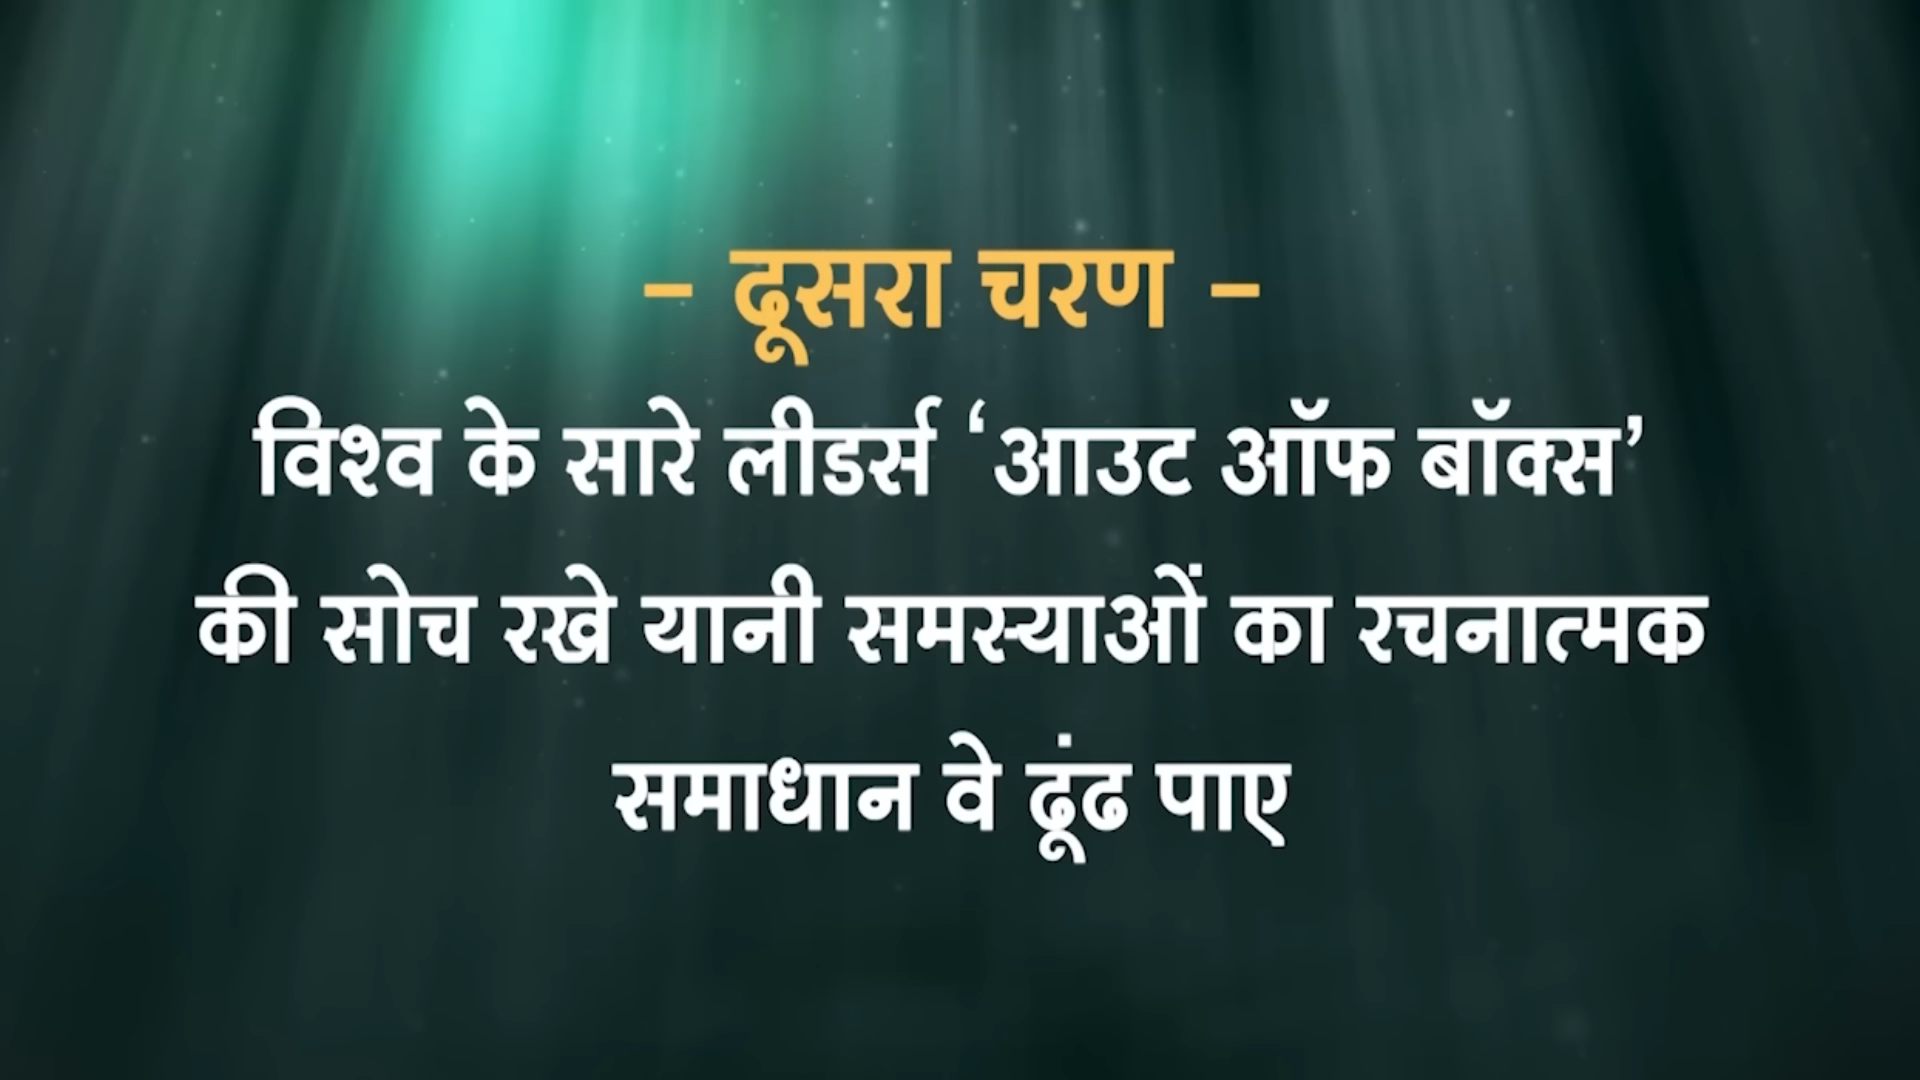 – दूसरा चरण –
विश्व के सारे लीडर्स ‘आउट ऑफ बॉक्स’
की सोच रखे यानी समस्याओं का रचनात्मक
समाधान वे ढूंढ पाए